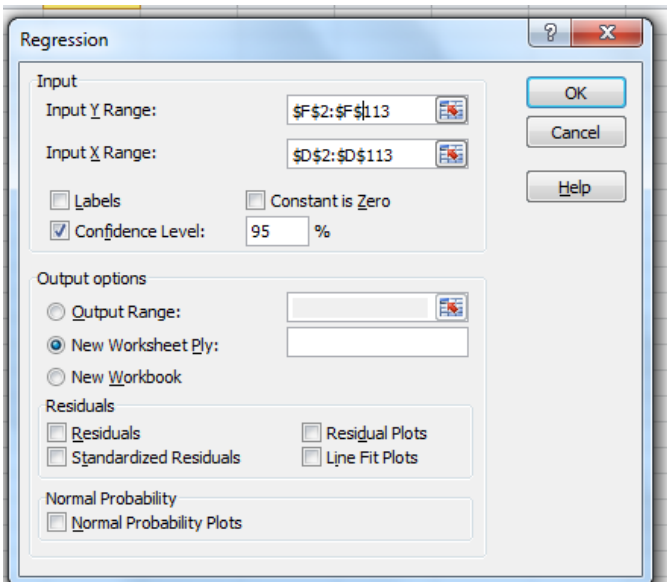 Regression
Input
Input Y Range: $F$2:$F$113
Input X Range: $D$2:$D$113
Labels Constant is Zero
Confidence Level: 95 %
OK
Cancel
Help
Output options
Output Range:
New Worksheet Ply:
New Workbook
Residuals
Residuals Residual Plots
Standardized Residuals Line Fit Plots
Normal Probability
Normal Probability Plots